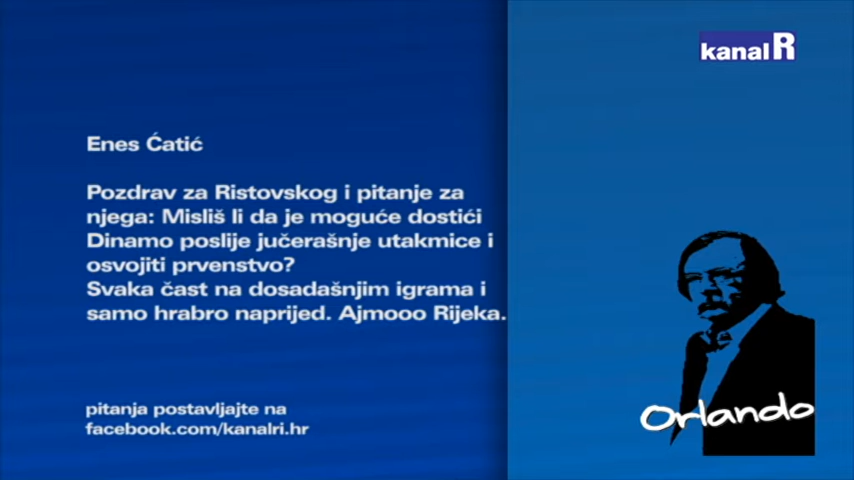 kanalR
Enes Ćatić
Pozdrav za Ristovskog i pitanje za
njega: Misliš li da je moguće dostići
Dinamo poslije jučerašnje utakmice i
osvojiti prvenstvo?
Svaka čast na dosadašnjim igrama i
samo hrabro naprijed. Ajmooo Rijeka.
pitanja postavljajte na
facebook.com/kanalri.hr
Orlando